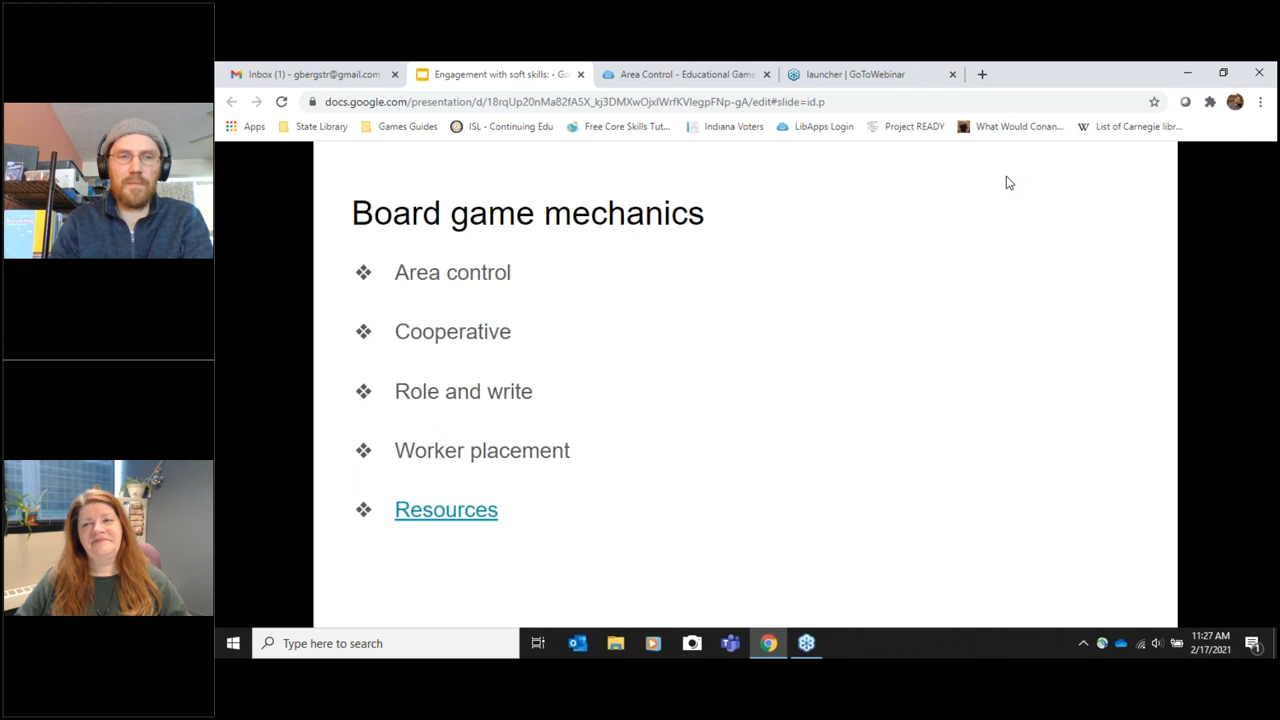 Inbox (1) - gbergstr@gmail.com
Engagement with soft skills: - Go
Area Control - Educational Game
launcher | GoToWebinar
docs.google.com/presentation/d/18rqUp20nMa82fA5X_kj3DMXwOjxIWrfKVlegpFNp-gA/edit#slide=id.p
Apps
State Library
Games Guides
ISL - Continuing Edu
Free Core Skills Tut...
Indiana Voters
LibApps Login
Project READY
What Would Conan...
W List of Carnegie libr...
Board game mechanics
❖ Area control
❖ Cooperative
❖ Role and write
❖ Worker placement
❖ Resources
Type here to search
11:27 AM
2/17/2021
1